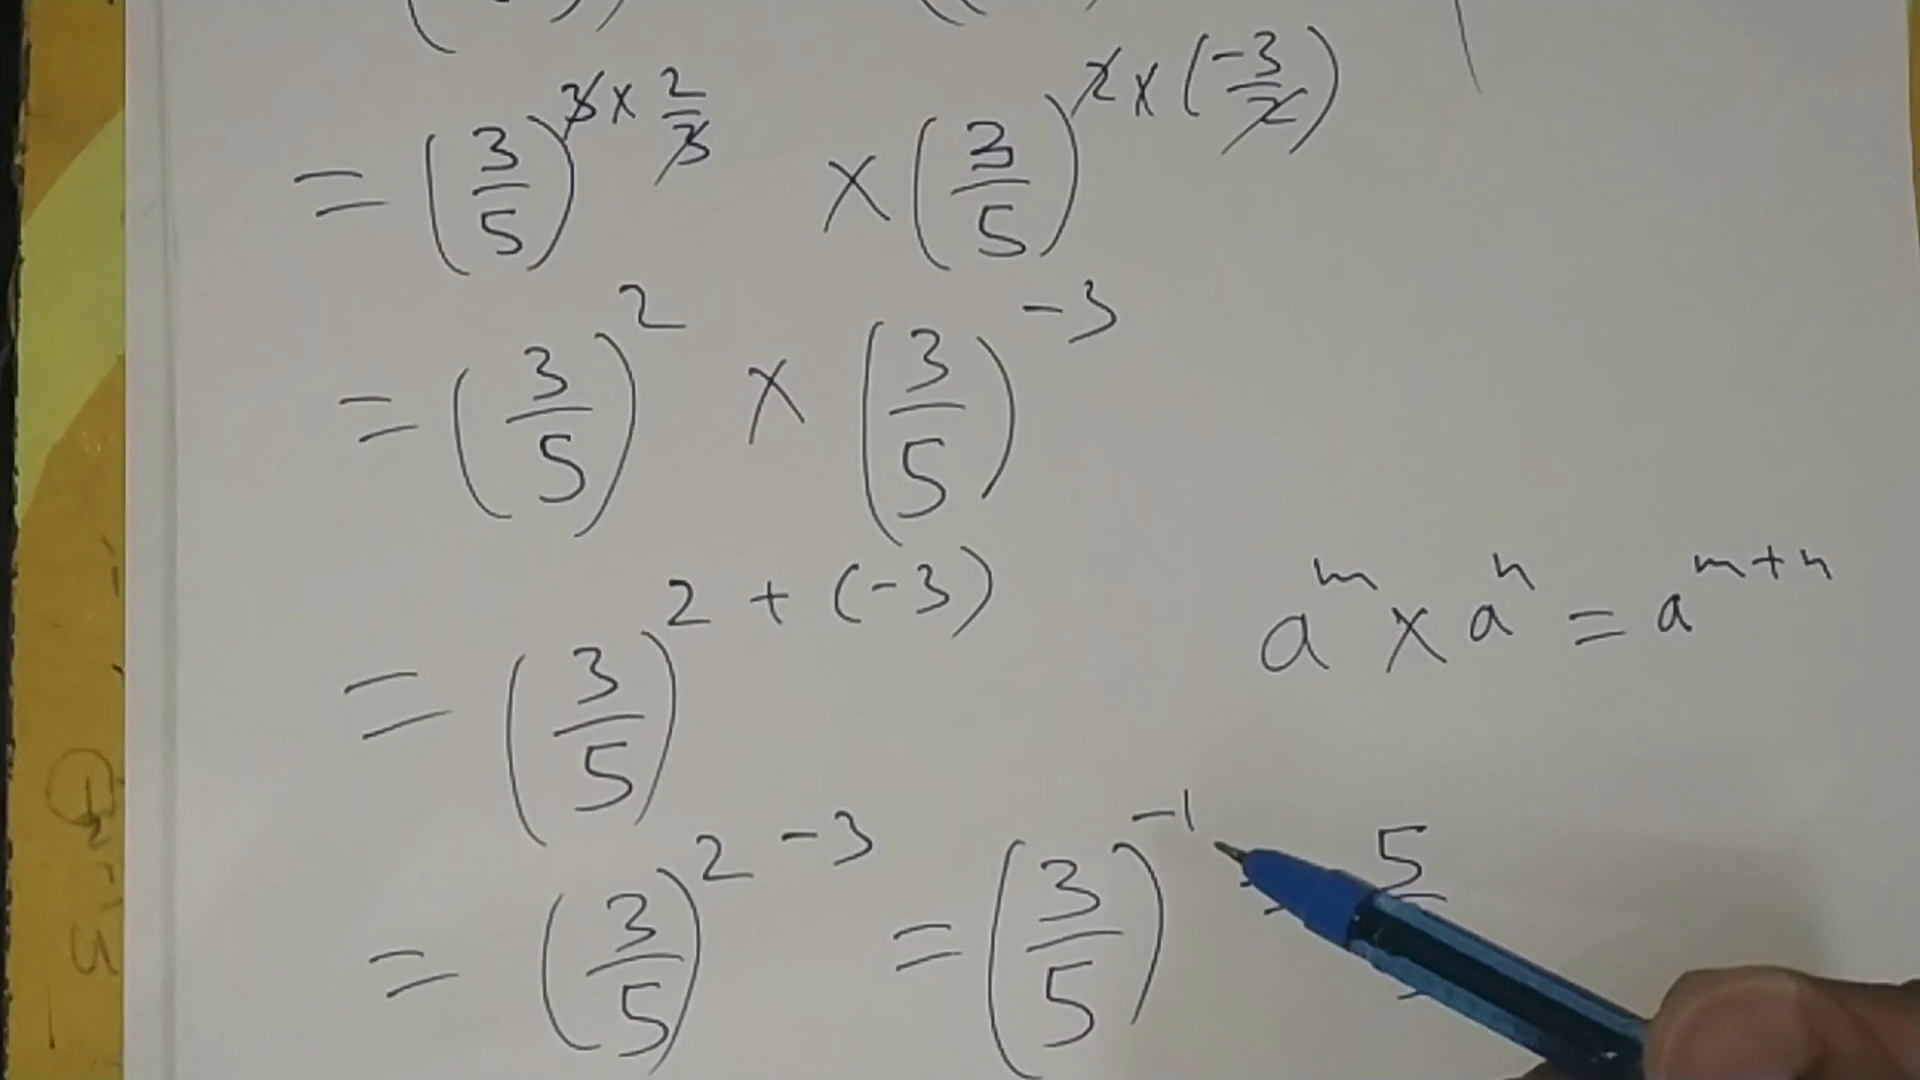 = (3/5)^(3 × 2/3) × (3/5)^(2 × (-3/2))
= (3/5)^2 × (3/5)^-3
= (3/5)^(2 + (-3))
a^m × a^n = a^(m+n)
= (3/5)^(2 - 3) = (3/5)^-1 = 5